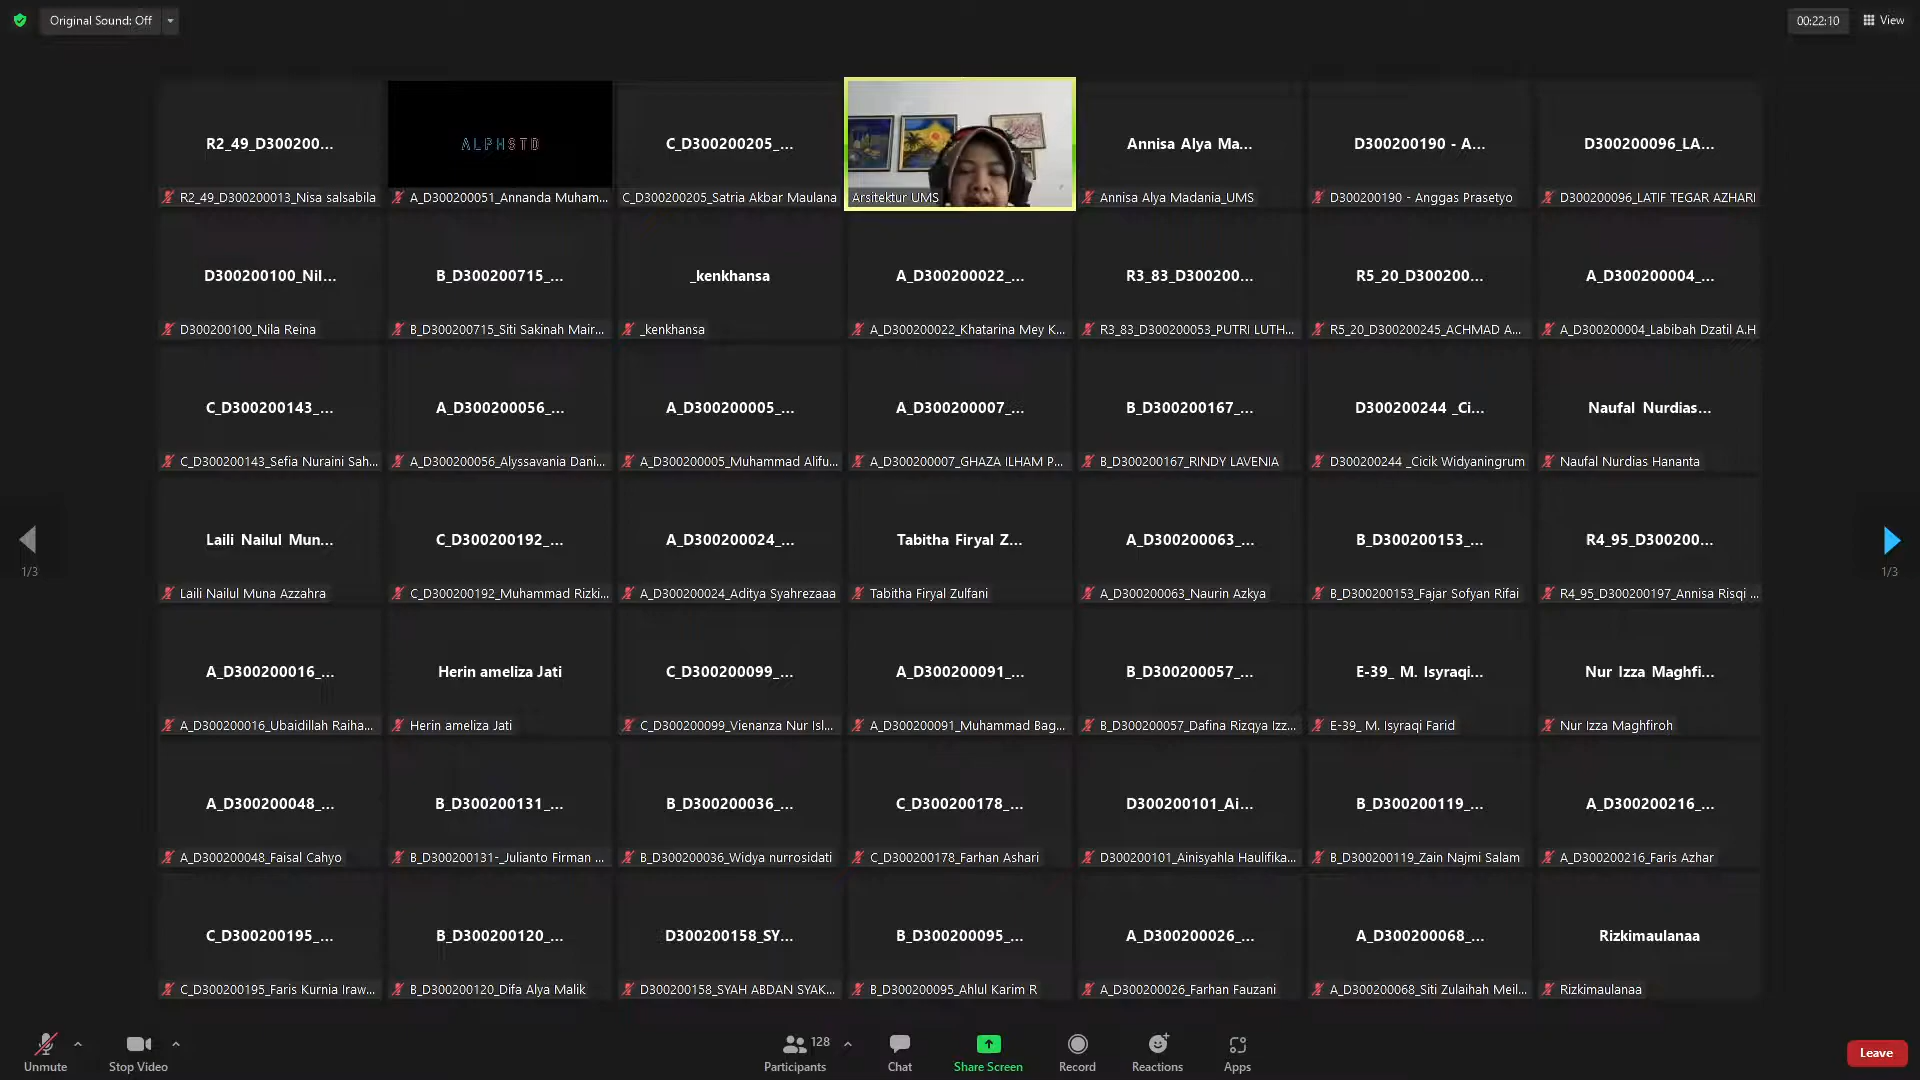 Original Sound: Off
00:22:10
View
R2_49_D300200...
R2_49_D300200013_Nisa salsabila
ALPHSTD
A_D300200051_Annanda Muham...
C_D300200205_...
C_D300200205_Satria Akbar Maulana
Arsitektur UMS
Annisa Alya Ma...
Annisa Alya Madania_UMS
D300200190 - A...
D300200190 - Anggas Prasetyo
D300200096_LA...
D300200096_LATIF TEGAR AZHARI
D300200100_Nil...
D300200100_Nila Reina
B_D300200715_...
B_D300200715_Siti Sakinah Mair...
_kenkhansa
_kenkhansa
A_D300200022_...
A_D300200022_Khatarina Mey K...
R3_83_D300200...
R3_83_D300200053_PUTRI LUTH...
R5_20_D300200...
R5_20_D300200245_ACHMAD A...
A_D300200004_...
A_D300200004_Labibah Dzatil A.H
C_D300200143_...
C_D300200143_Sefia Nuraini Sah...
A_D300200056_...
A_D300200056_Alyssavania Dani...
A_D300200005_...
A_D300200005_Muhammad Alifu...
A_D300200007_...
A_D300200007_GHAZA ILHAM P...
B_D300200167_...
B_D300200167_RINDY LAVENIA
D300200244 _Ci...
D300200244 _Cicik Widyaningrum
Naufal Nurdias...
Naufal Nurdias Hananta
1/3
Laili Nailul Mun...
Laili Nailul Muna Azzahra
C_D300200192_...
C_D300200192_Muhammad Rizki...
A_D300200024_...
A_D300200024_Aditya Syahrezaaa
Tabitha Firyal Z...
Tabitha Firyal Zulfani
A_D300200063_...
A_D300200063_Naurin Azkya
B_D300200153_...
B_D300200153_Fajar Sofyan Rifai
R4_95_D300200...
R4_95_D300200197_Annisa Risqi ...
1/3
A_D300200016_...
A_D300200016_Ubaidillah Raiha...
Herin ameliza Jati
Herin ameliza Jati
C_D300200099_...
C_D300200099_Vienanza Nur Isl...
A_D300200091_...
A_D300200091_Muhammad Bag...
B_D300200057_...
B_D300200057_Dafina Rizqya Izz...
E-39_ M. Isyraqi...
E-39_ M. Isyraqi Farid
Nur Izza Maghfi...
Nur Izza Maghfiroh
A_D300200048_...
A_D300200048_Faisal Cahyo
B_D300200131_...
B_D300200131-_Julianto Firman ...
B_D300200036_...
B_D300200036_Widya nurrosidati
C_D300200178_...
C_D300200178_Farhan Ashari
D300200101_Ai...
D300200101_Ainisyahla Haulifika...
B_D300200119_...
B_D300200119_Zain Najmi Salam
A_D300200216_...
A_D300200216_Faris Azhar
C_D300200195_...
C_D300200195_Faris Kurnia Iraw...
B_D300200120_...
B_D300200120_Difa Alya Malik
D300200158_SY...
D300200158_SYAH ABDAN SYAK...
B_D300200095_...
B_D300200095_Ahlul Karim R
A_D300200026_...
A_D300200026_Farhan Fauzani
A_D300200068_...
A_D300200068_Siti Zulaihah Meil...
Rizkimaulanaa
Rizkimaulanaa
Unmute
Stop Video
128
Participants
Chat
Share Screen
Record
Reactions
Apps
Leave